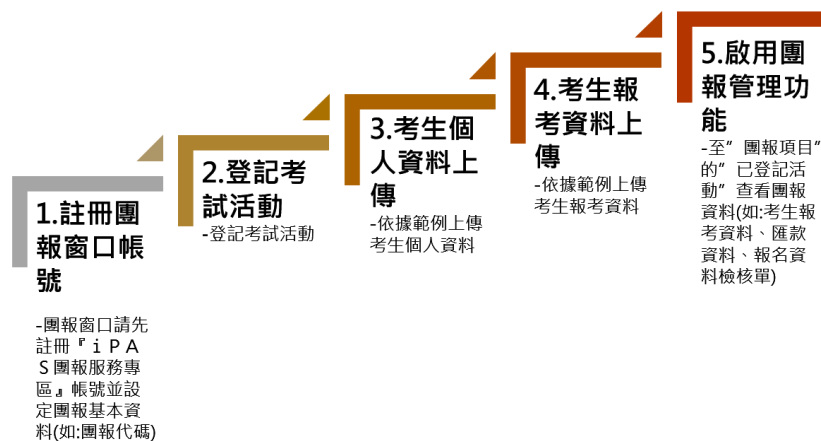 1.註冊團
報窗口帳
號
-團報窗口請先
註冊『ｉＰＡ
Ｓ團報服務專
區』帳號並設
定團報基本資
料(如:團報代碼)
2.登記考
試活動
-登記考試活動
3.考生個
人資料上
傳
-依據範例上傳
考生個人資料
4.考生報
考資料上
傳
-依據範例上傳
考生報考資料
5.啟用團
報管理功
能
-至”團報項目”
的”已登記活
動”查看團報
資料(如:考生報
考資料、匯款
資料、報名資
料檢核單)